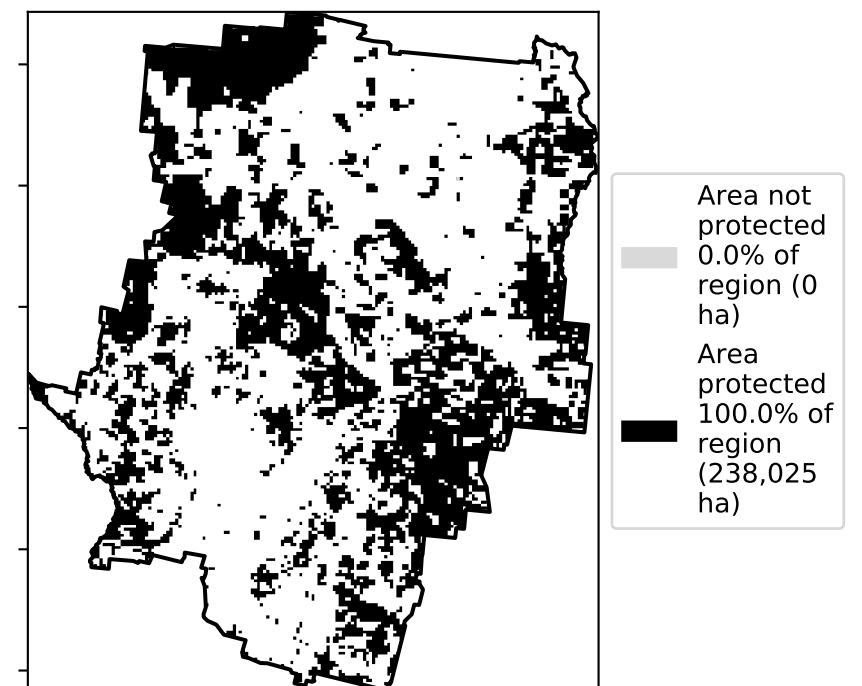 Area not
protected
0.0% of
region (0
ha)
Area
protected
100.0% of
region
(238,025
ha)